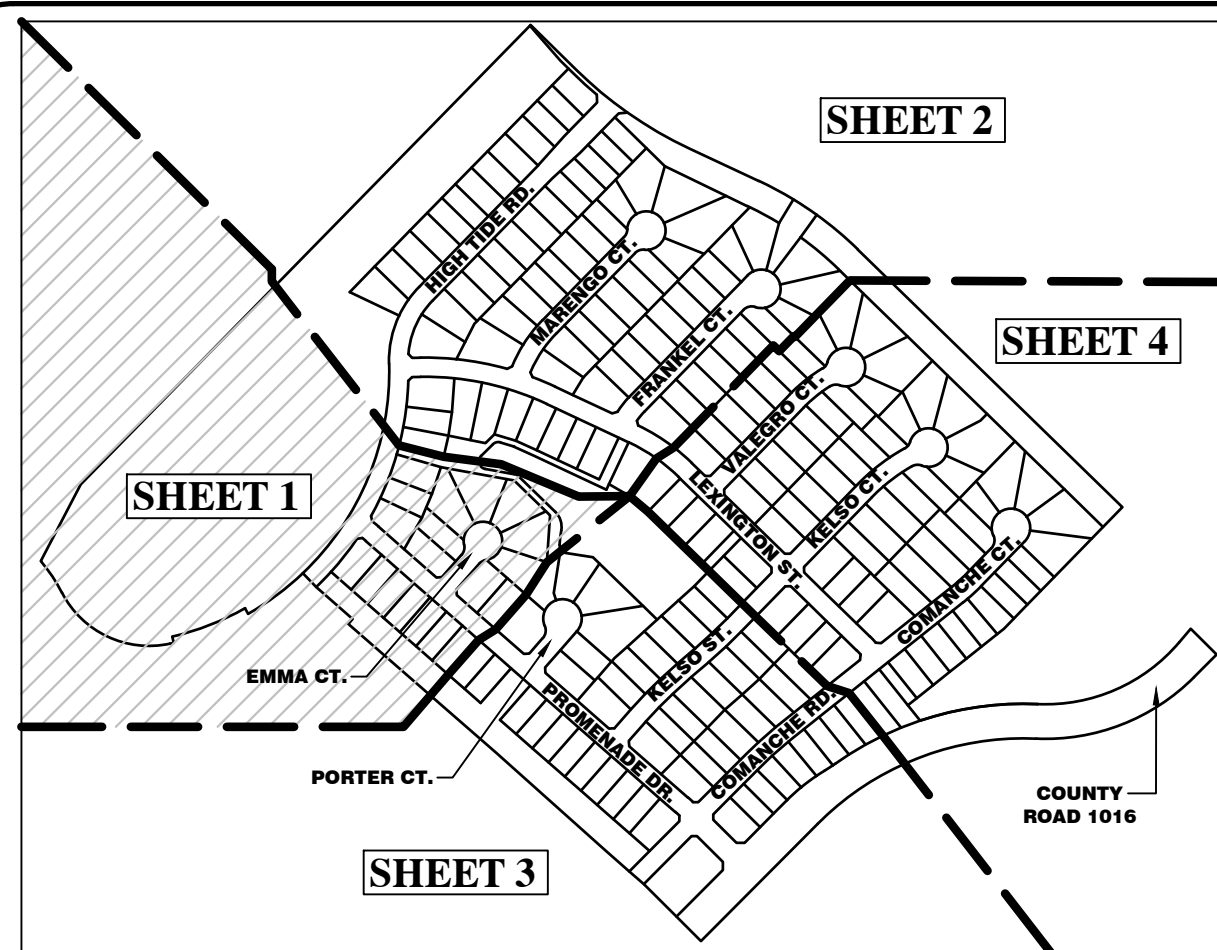 SHEET 2
HIGH TIDE RD.
MARENGO CT.
FRANKEL CT.
SHEET 4
VALEGRO CT.
LEXINGTON ST.
KELSO CT.
COMANCHE CT.
SHEET 1
EMMA CT.
KELSO ST.
PROMENADE DR.
COMANCHE RD.
PORTER CT.
COUNTY
ROAD 1016
SHEET 3